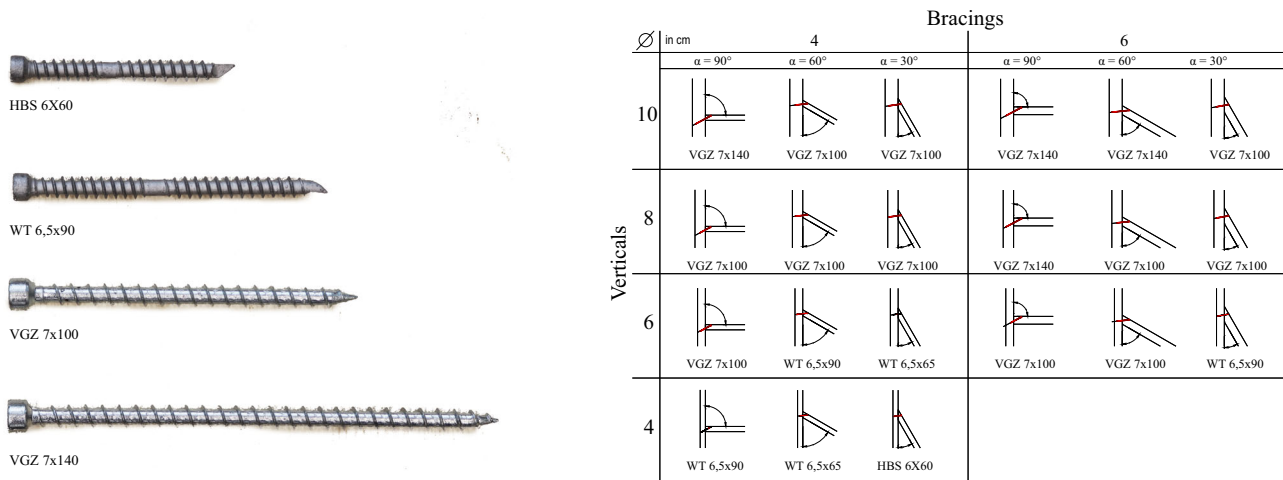 HBS 6X60
WT 6,5x90
VGZ 7x100
VGZ 7x140
Bracings
Ø in cm 4 6
α = 90° α = 60° α = 30° α = 90° α = 60° α = 30°
Verticals
10
VGZ 7x140 VGZ 7x100 VGZ 7x100 VGZ 7x140 VGZ 7x140 VGZ 7x100
8
VGZ 7x100 VGZ 7x100 VGZ 7x100 VGZ 7x140 VGZ 7x100 VGZ 7x100
6
VGZ 7x100 WT 6,5x90 WT 6,5x65 VGZ 7x100 VGZ 7x100 WT 6,5x90
4
WT 6,5x90 WT 6,5x65 HBS 6X60